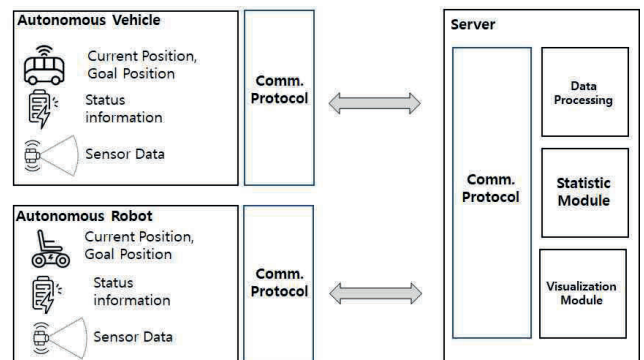 Autonomous Vehicle
Current Position,
Goal Position
Status
information
Sensor Data
Comm.
Protocol
Autonomous Robot
Current Position,
Goal Position
Status
information
Sensor Data
Comm.
Protocol
Server
Comm.
Protocol
Data
Processing
Statistic
Module
Visualization
Module